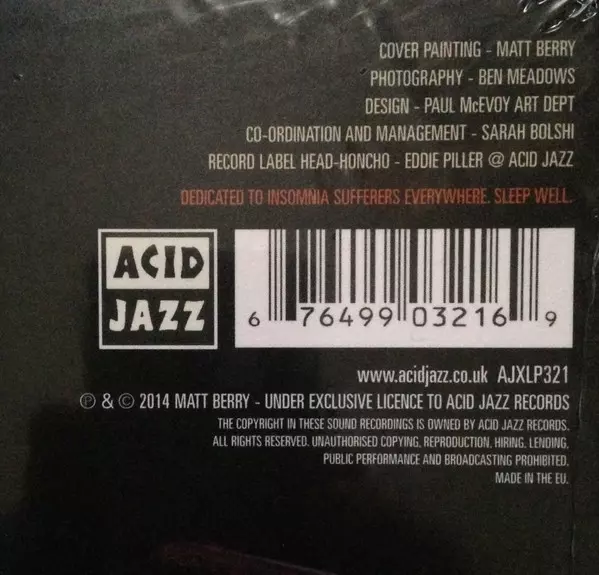 COVER PAINTING - MATT BERRY
PHOTOGRAPHY - BEN MEADOWS
DESIGN - PAUL McEVOY ART DEPT
CO-ORDINATION AND MANAGEMENT - SARAH BOLSHI
RECORD LABEL HEAD-HONCHO - EDDIE PILLER @ ACID JAZZ
DEDICATED TO INSOMNIA SUFFERERS EVERYWHERE. SLEEP WELL.
ACID
JAZZ
6 76499 03216 9
www.acidjazz.co.uk AJXLP321
℗ & © 2014 MATT BERRY - UNDER EXCLUSIVE LICENCE TO ACID JAZZ RECORDS
THE COPYRIGHT IN THESE SOUND RECORDINGS IS OWNED BY ACID JAZZ RECORDS.
ALL RIGHTS RESERVED. UNAUTHORISED COPYING, REPRODUCTION, HIRING, LENDING,
PUBLIC PERFORMANCE AND BROADCASTING PROHIBITED.
MADE IN THE EU.